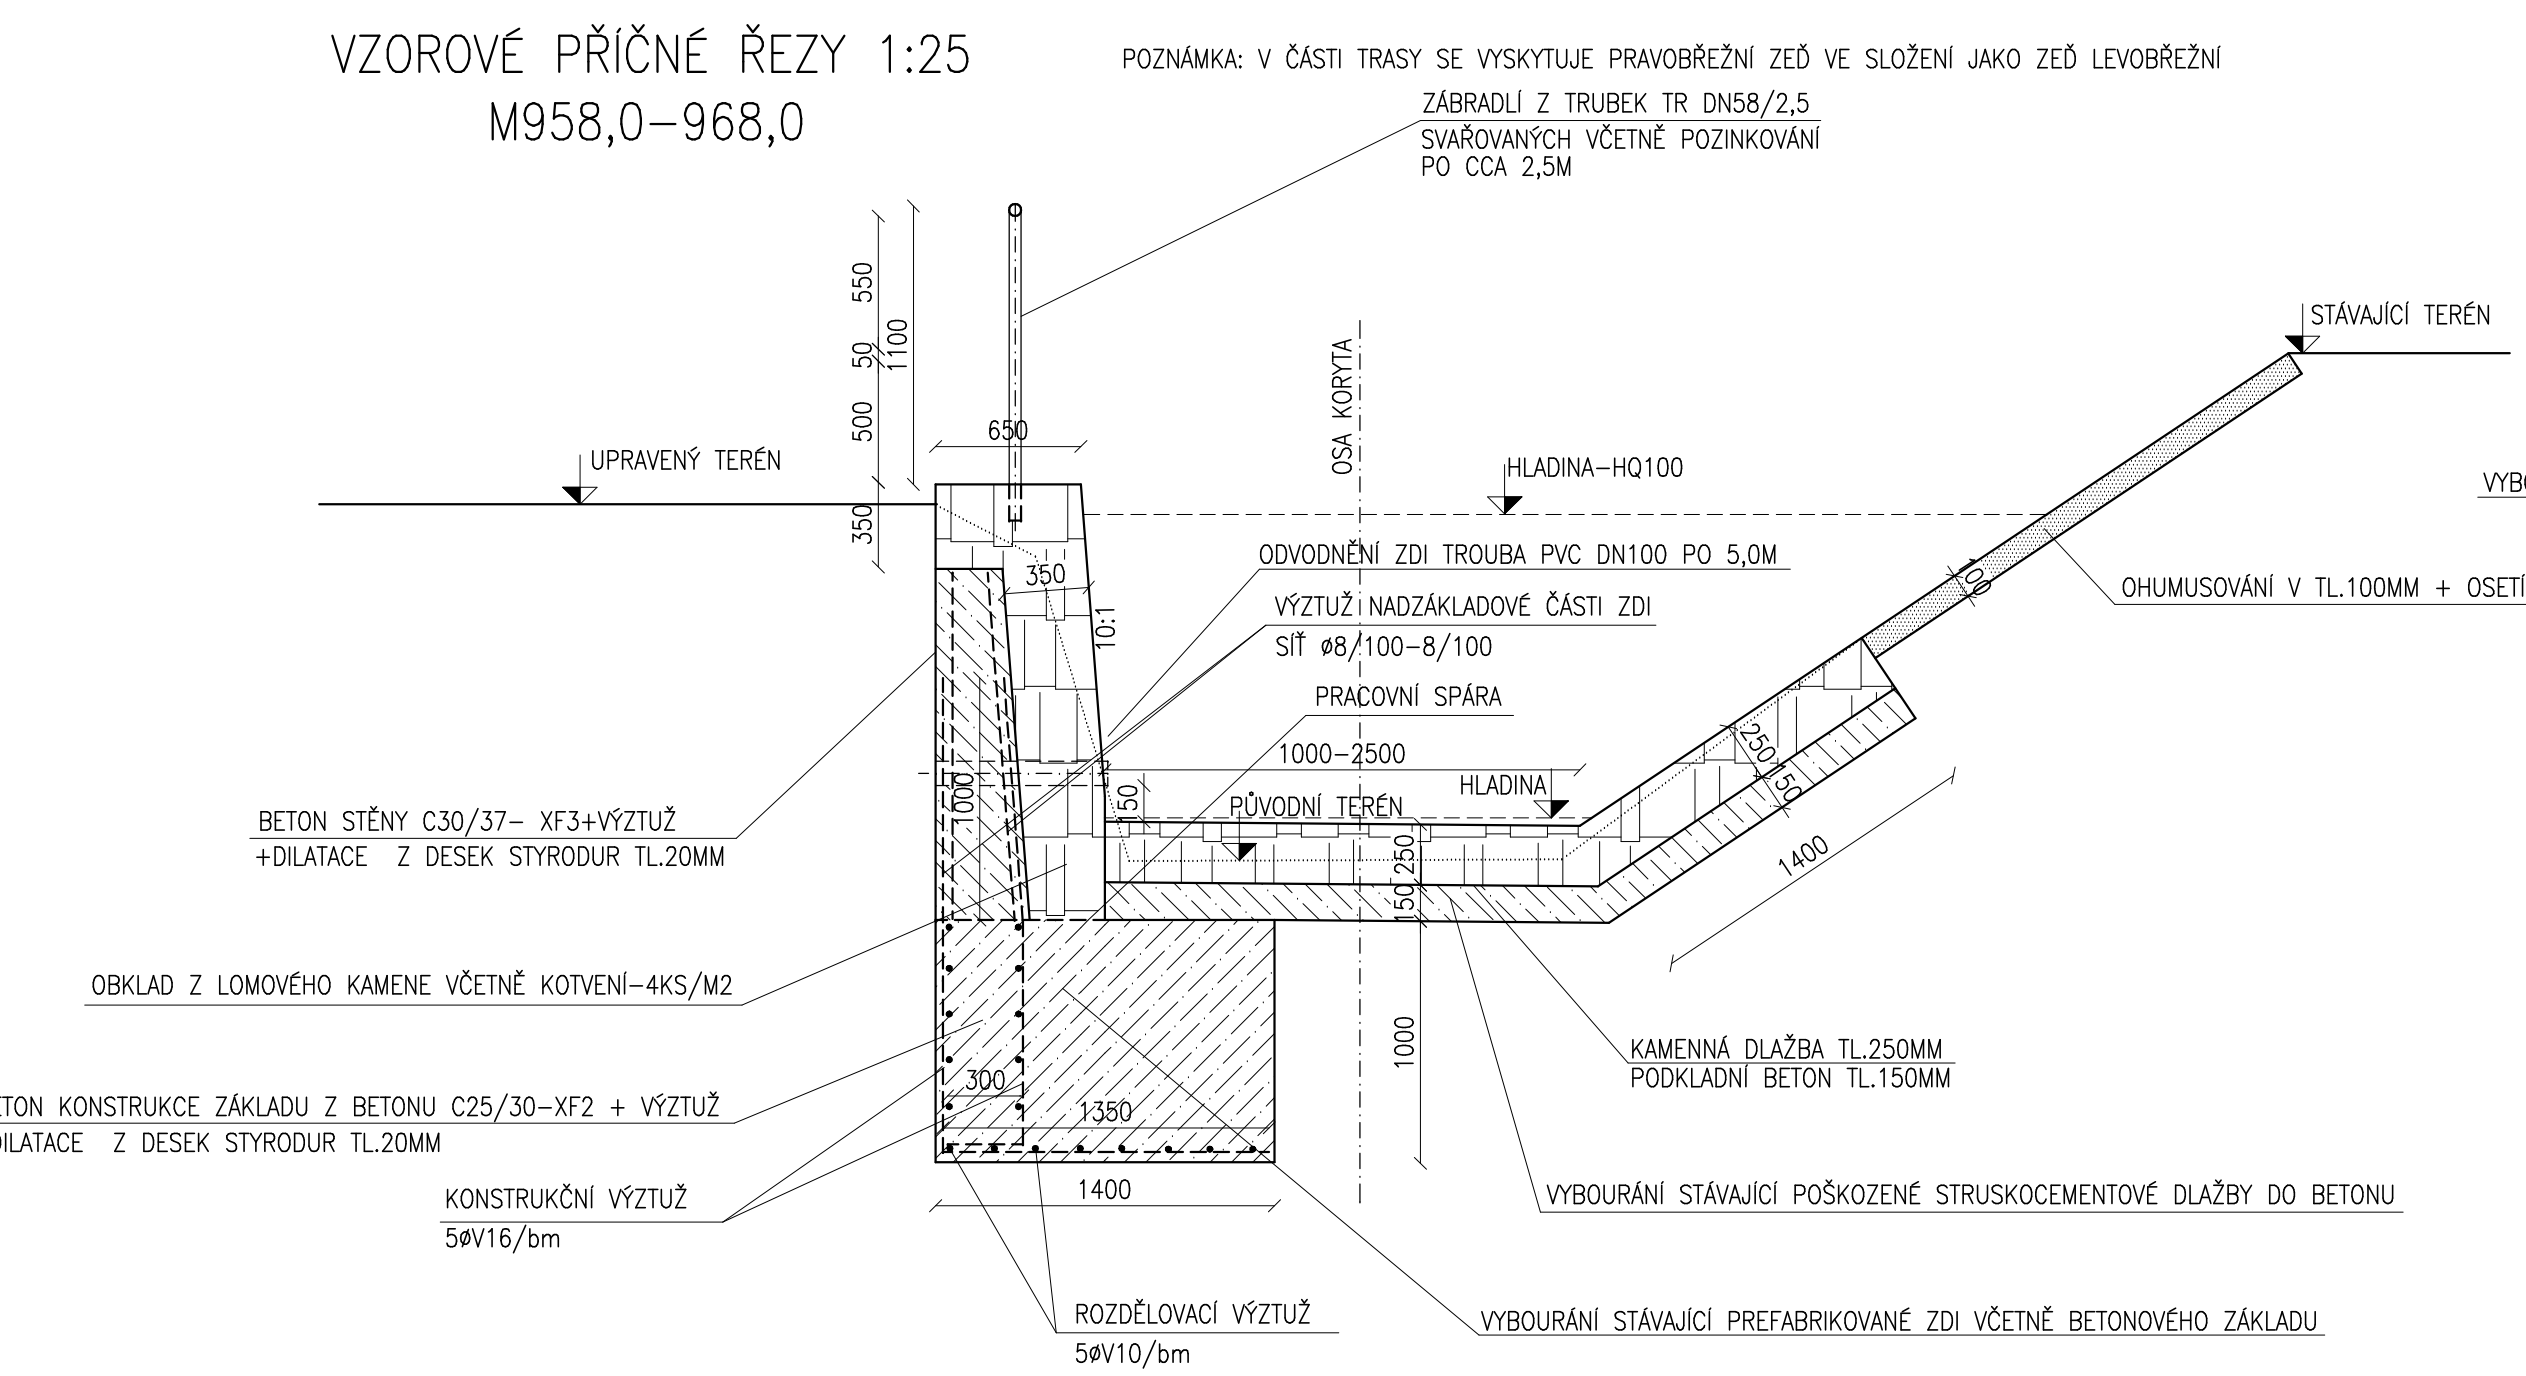 VZOROVÉ PŘÍČNÉ ŘEZY 1:25
M958,0-968,0
POZNÁMKA: V ČÁSTI TRASY SE VYSKYTUJE PRAVOBŘEŽNÍ ZEĎ VE SLOŽENÍ JAKO ZEĎ LEVOBŘEŽNÍ
ZÁBRADLÍ Z TRUBEK TR DN58/2,5
SVAŘOVANÝCH VČETNĚ POZINKOVÁNÍ
PO CCA 2,5M
550
50
500
350
1100
650
UPRAVENÝ TERÉN
OSA KORYTA
HLADINA-HQ100
STÁVAJÍCÍ TERÉN
VYBO
ODVODNĚNÍ ZDI TROUBA PVC DN100 PO 5,0M
350
10:1
VÝZTUŽ NADZÁKLADOVÉ ČÁSTI ZDI
SÍŤ ø8/100-8/100
100
OHUMUSOVÁNÍ V TL.100MM + OSETÍ
PRACOVNÍ SPÁRA
1000-2500
HLADINA
PŮVODNÍ TERÉN
150
1000
250
150
250
150
1400
BETON STĚNY C30/37- XF3+VÝZTUŽ
+DILATACE Z DESEK STYRODUR TL.20MM
OBKLAD Z LOMOVÉHO KAMENE VČETNĚ KOTVENÍ-4KS/M2
1000
KAMENNÁ DLAŽBA TL.250MM
PODKLADNÍ BETON TL.150MM
300
1350
ETON KONSTRUKCE ZÁKLADU Z BETONU C25/30-XF2 + VÝZTUŽ
DILATACE Z DESEK STYRODUR TL.20MM
1400
KONSTRUKČNÍ VÝZTUŽ
5øV16/bm
VYBOURÁNÍ STÁVAJÍCÍ POŠKOZENÉ STRUSKOCEMENTOVÉ DLAŽBY DO BETONU
ROZDĚLOVACÍ VÝZTUŽ
5øV10/bm
VYBOURÁNÍ STÁVAJÍCÍ PREFABRIKOVANÉ ZDI VČETNĚ BETONOVÉHO ZÁKLADU